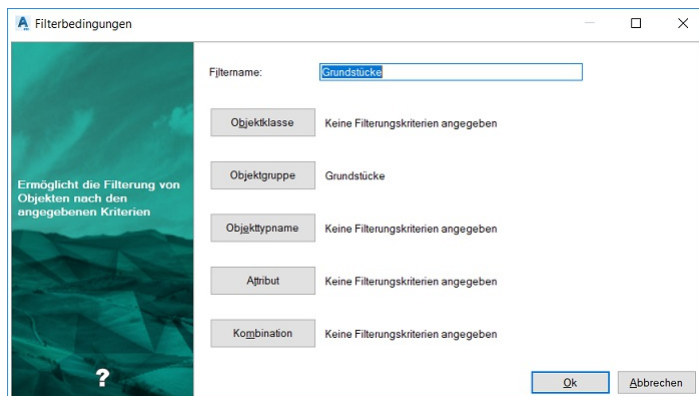 Filterbedingungen
Filtername:
Grundstücke
Ermöglicht die Filterung von
Objekten nach den
angegebenen Kriterien
Objektklasse
Keine Filterungskriterien angegeben
Objektgruppe
Grundstücke
Objekttypname
Keine Filterungskriterien angegeben
Attribut
Keine Filterungskriterien angegeben
Kombination
Keine Filterungskriterien angegeben
?
Ok
Abbrechen